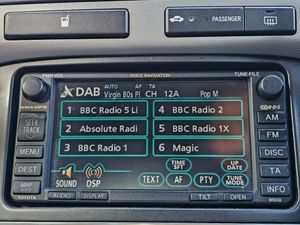 PASSENGER
PWR·VOL
VOICE NAVIGATION
TUNE·FILE
DAB
AUTO
AF TA
Virgin 80s Pl
CH 12A
Pop M
1 BBC Radio 5 Li
4 BBC Radio 2
2 Absolute Radi
5 BBC Radio 1X
3 BBC Radio 1
6 Magic
SEEK
TRACK
MENU
DEST
MAP
AM
FM
DISC
TA
INFO
SOUND
DSP
TIME
SFT
UP
DATE
TEXT
AF
PTY
TUNE
MODE
TOYOTA
AUDIO
DISPLAY
TILT
OPEN